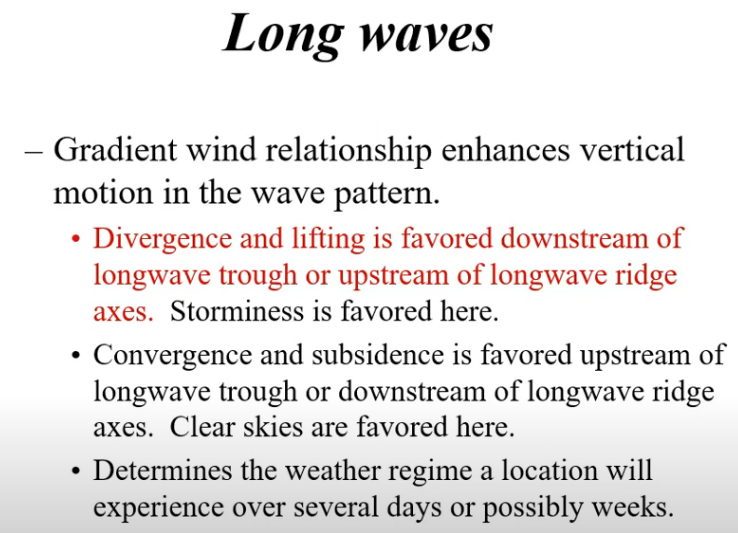 Long waves
– Gradient wind relationship enhances vertical
motion in the wave pattern.
• Divergence and lifting is favored downstream of
longwave trough or upstream of longwave ridge
axes. Storminess is favored here.
• Convergence and subsidence is favored upstream of
longwave trough or downstream of longwave ridge
axes. Clear skies are favored here.
• Determines the weather regime a location will
experience over several days or possibly weeks.